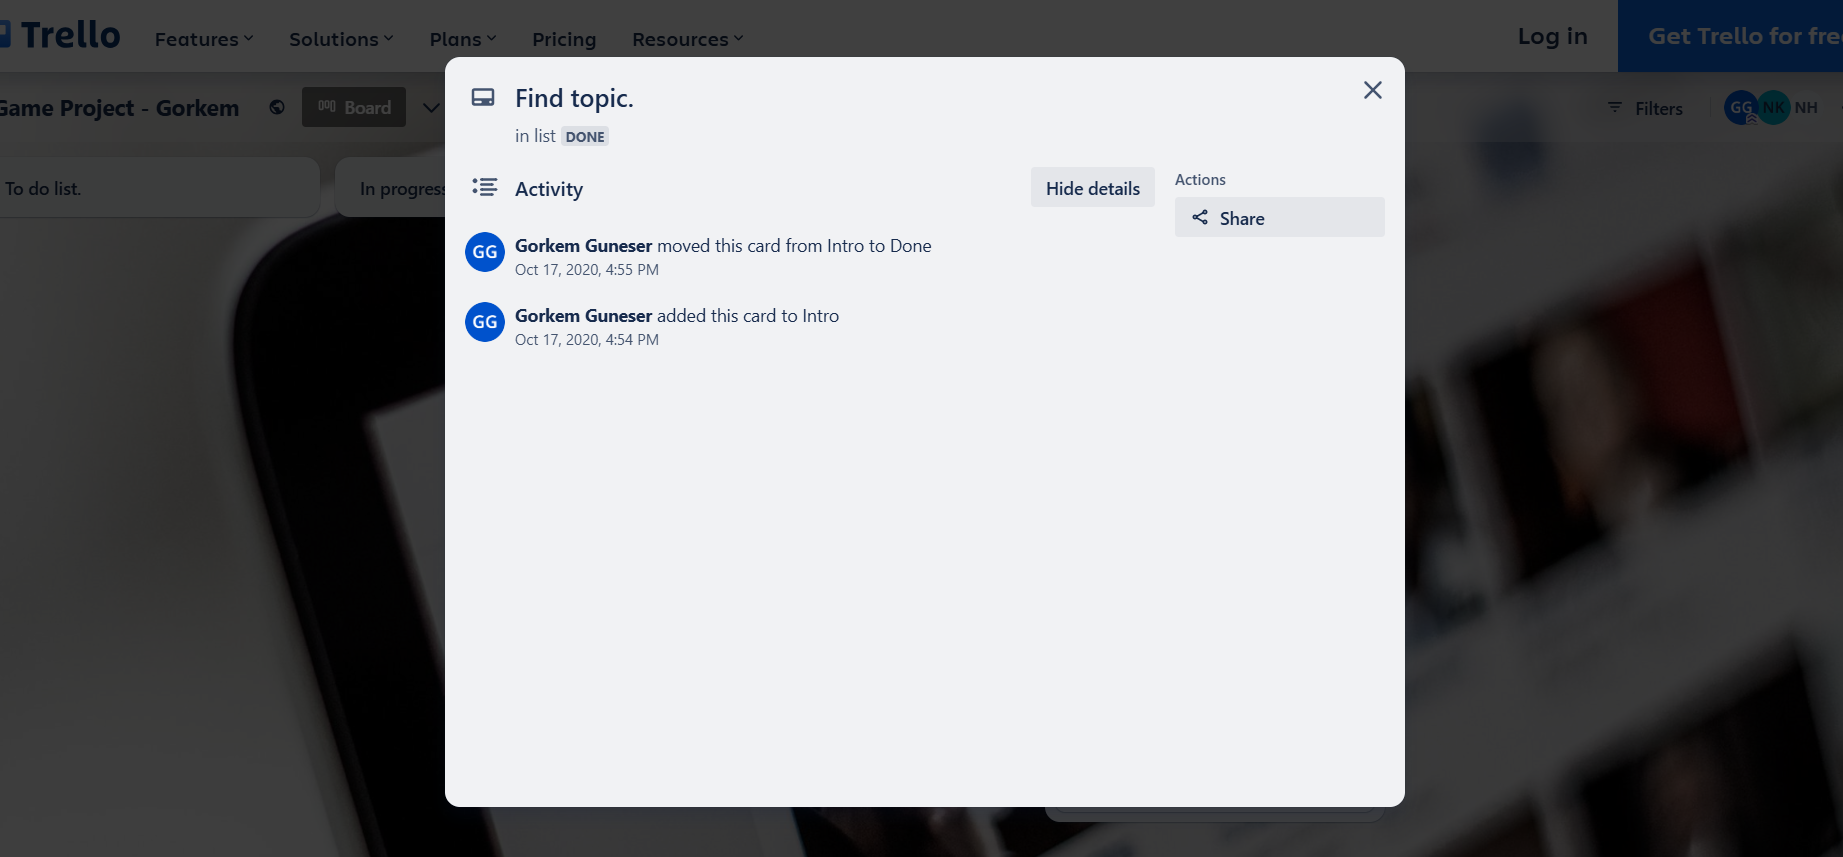 Trello Features Solutions Plans Pricing Resources Log in Get Trello for fre
Game Project - Gorkem Board Filters GG NK NH
To do list. In progress
Find topic.
in list DONE
Activity Hide details
Actions
Share
GG Gorkem Guneser moved this card from Intro to Done
Oct 17, 2020, 4:55 PM
GG Gorkem Guneser added this card to Intro
Oct 17, 2020, 4:54 PM